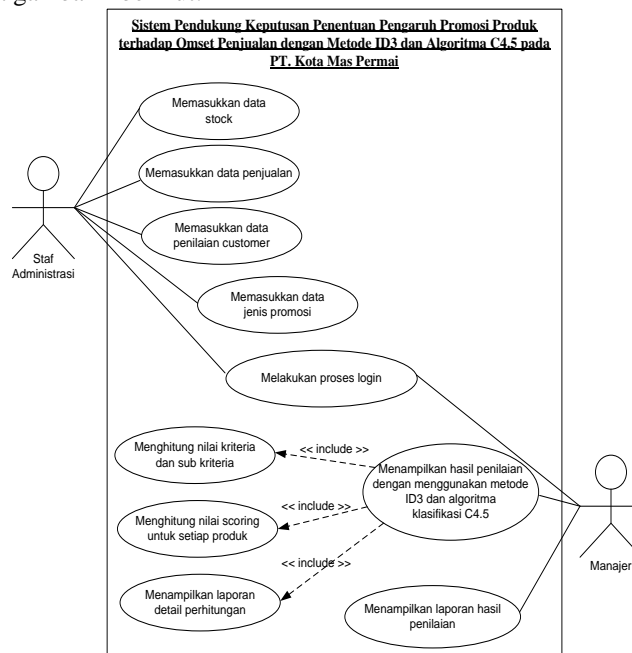 Sistem Pendukung Keputusan Penentuan Pengaruh Promosi Produk
terhadap Omset Penjualan dengan Metode ID3 dan Algoritma C4.5 pada
PT. Kota Mas Permai
Memasukkan data
stock
Memasukkan data penjualan
Memasukkan data
penilaian customer
Staf
Administrasi
Memasukkan data
jenis promosi
Melakukan proses login
Menghitung nilai kriteria
dan sub kriteria
<< include >>
Menampilkan hasil penilaian
dengan menggunakan metode
ID3 dan algoritma
klasifikasi C4.5
Menghitung nilai scoring
untuk setiap produk
<< include >>
<< include >>
Menampilkan laporan
detail perhitungan
Manajer
Menampilkan laporan hasil
penilaian